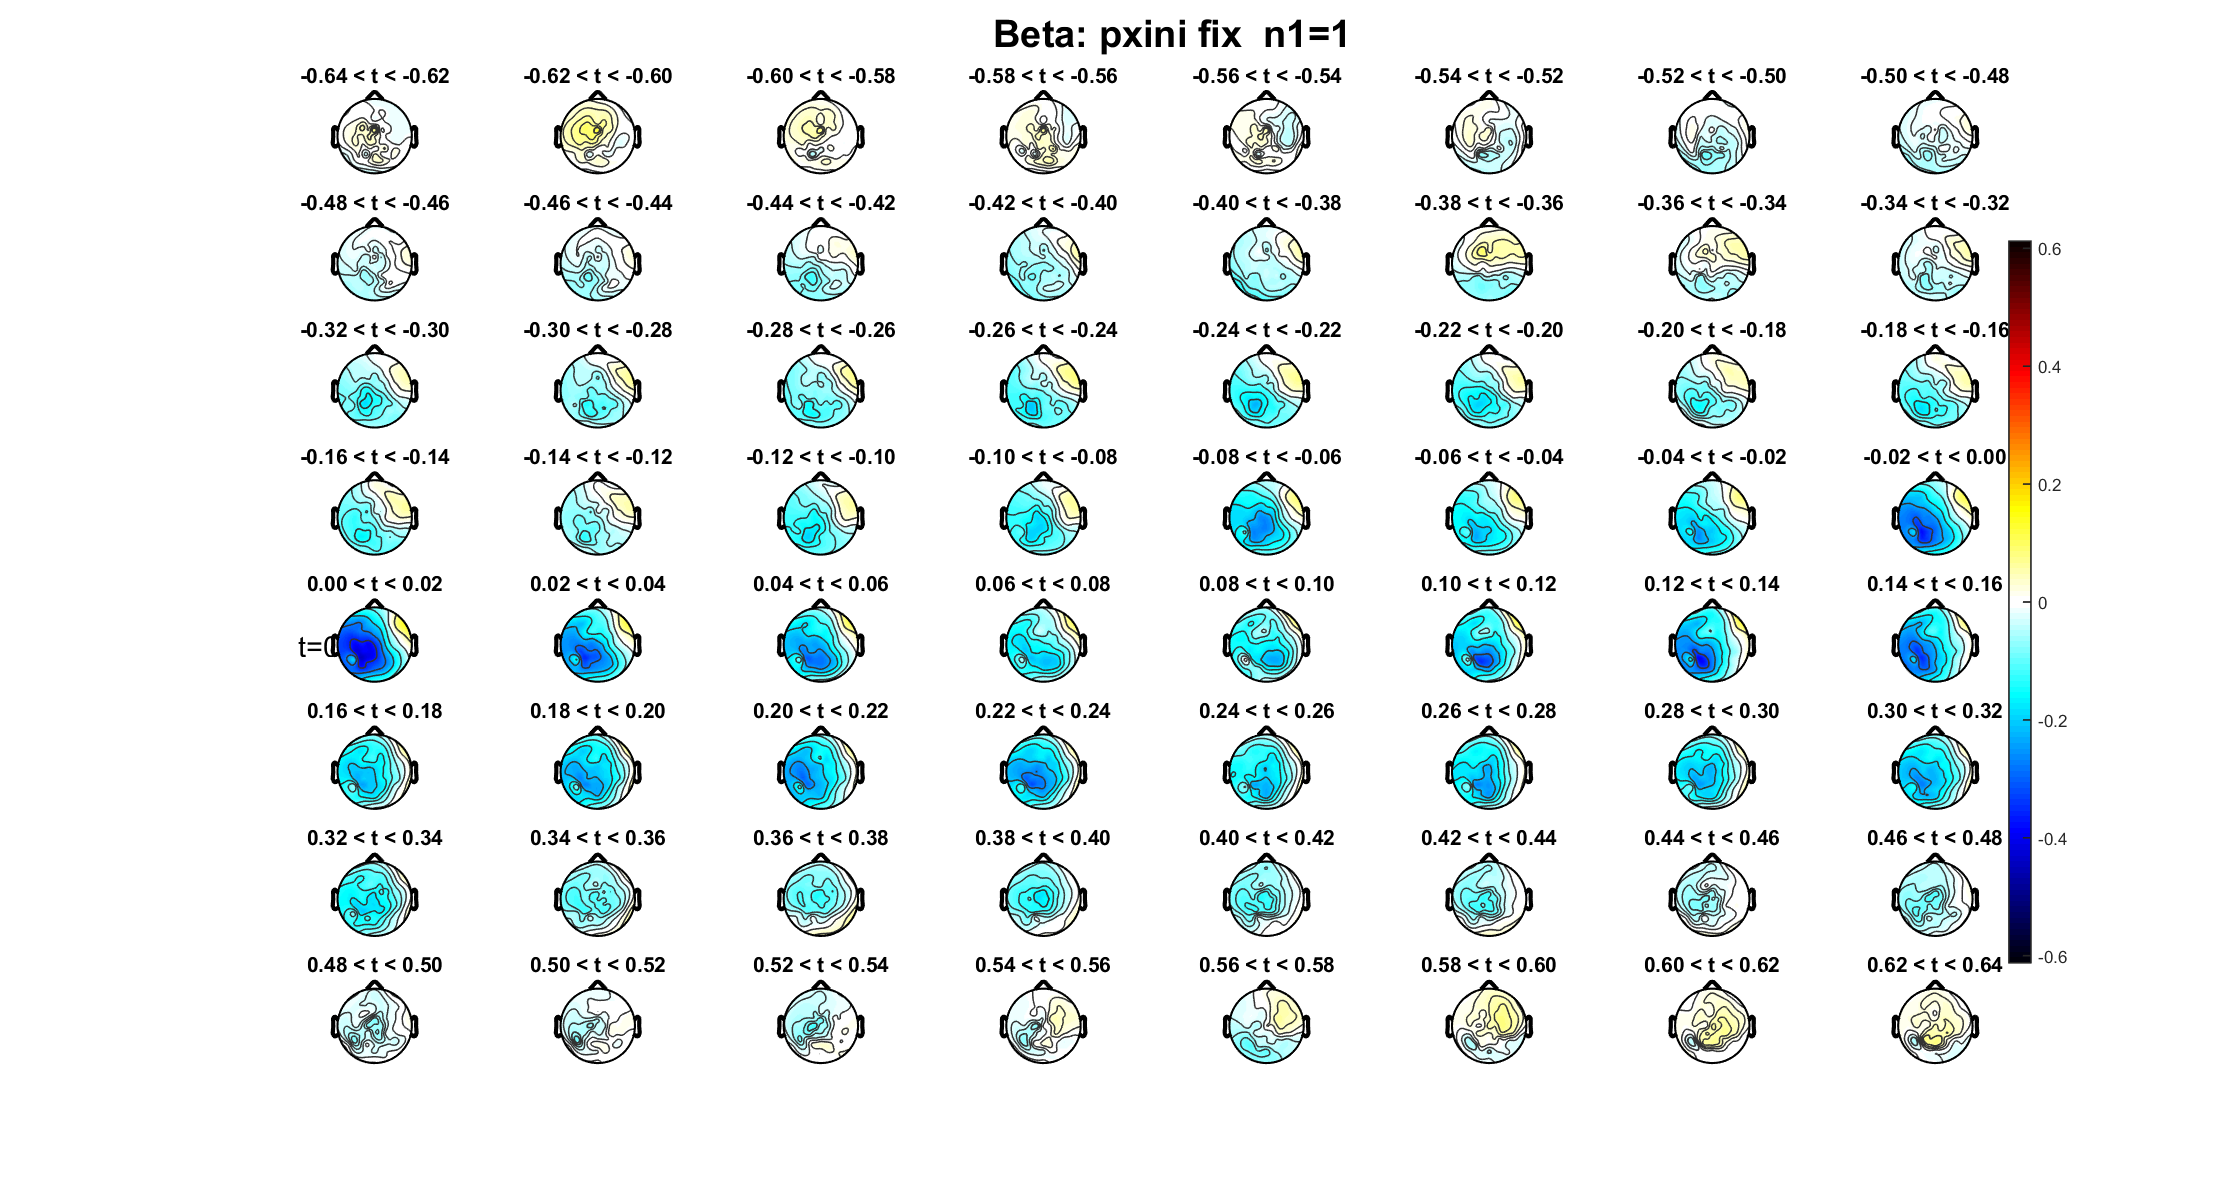 Beta: pxini fix  n1=1
-0.64 < t < -0.62 -0.62 < t < -0.60 -0.60 < t < -0.58 -0.58 < t < -0.56 -0.56 < t < -0.54 -0.54 < t < -0.52 -0.52 < t < -0.50 -0.50 < t < -0.48
-0.48 < t < -0.46 -0.46 < t < -0.44 -0.44 < t < -0.42 -0.42 < t < -0.40 -0.40 < t < -0.38 -0.38 < t < -0.36 -0.36 < t < -0.34 -0.34 < t < -0.32
0.6
-0.32 < t < -0.30 -0.30 < t < -0.28 -0.28 < t < -0.26 -0.26 < t < -0.24 -0.24 < t < -0.22 -0.22 < t < -0.20 -0.20 < t < -0.18 -0.18 < t < -0.16
0.4
-0.16 < t < -0.14 -0.14 < t < -0.12 -0.12 < t < -0.10 -0.10 < t < -0.08 -0.08 < t < -0.06 -0.06 < t < -0.04 -0.04 < t < -0.02 -0.02 < t < 0.00
0.2
0.00 < t < 0.02 0.02 < t < 0.04 0.04 < t < 0.06 0.06 < t < 0.08 0.08 < t < 0.10 0.10 < t < 0.12 0.12 < t < 0.14 0.14 < t < 0.16
0
t=0
0.16 < t < 0.18 0.18 < t < 0.20 0.20 < t < 0.22 0.22 < t < 0.24 0.24 < t < 0.26 0.26 < t < 0.28 0.28 < t < 0.30 0.30 < t < 0.32
-0.2
0.32 < t < 0.34 0.34 < t < 0.36 0.36 < t < 0.38 0.38 < t < 0.40 0.40 < t < 0.42 0.42 < t < 0.44 0.44 < t < 0.46 0.46 < t < 0.48
-0.4
0.48 < t < 0.50 0.50 < t < 0.52 0.52 < t < 0.54 0.54 < t < 0.56 0.56 < t < 0.58 0.58 < t < 0.60 0.60 < t < 0.62 0.62 < t < 0.64
-0.6